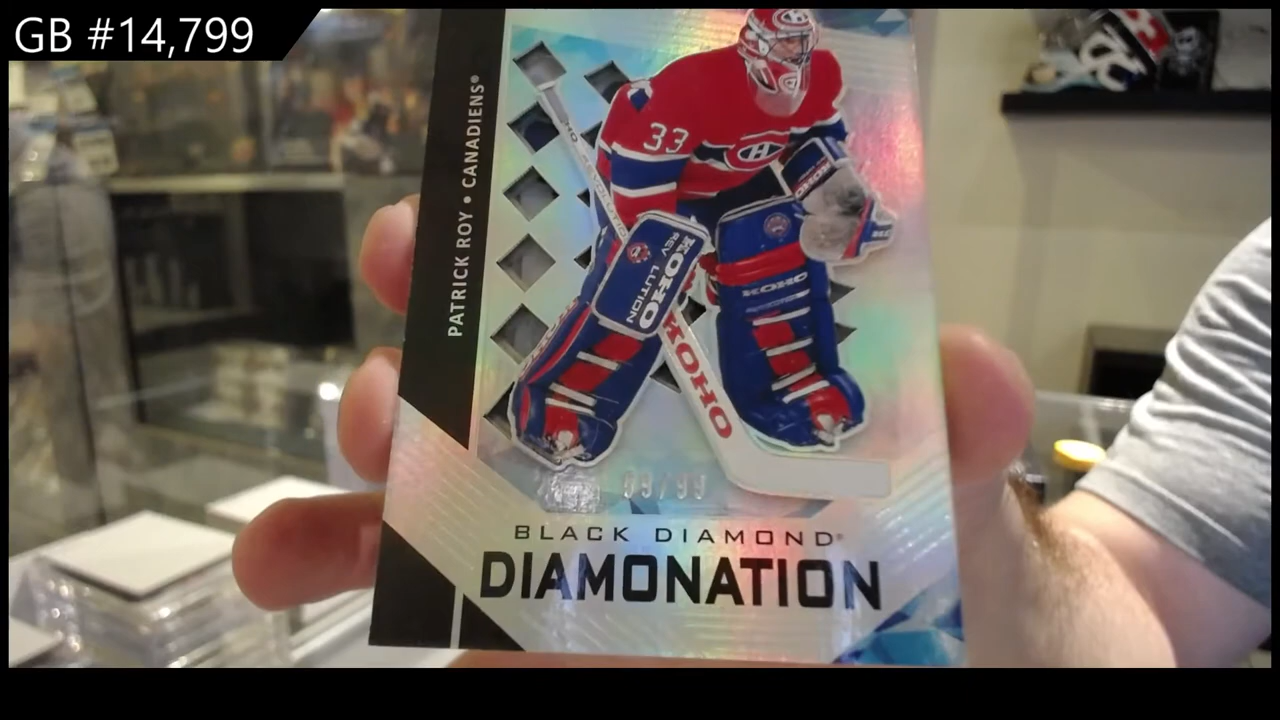 GB #14,799
PATRICK ROY • CANADIENS®
33
KOHO
REV LUTION
KOHO
KOHO
BLACK DIAMOND®
DIAMONATION